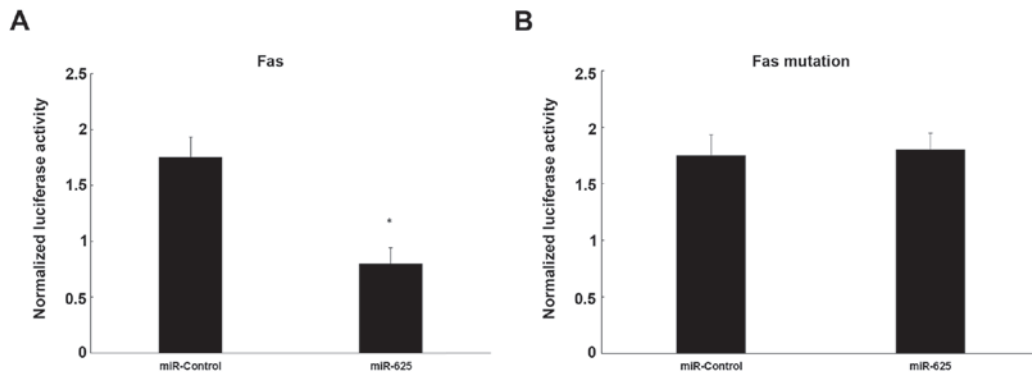 A
Fas
Normalized luciferase activity
2.5
2
1.5
1
0.5
0
*
miR-Control
miR-625
B
Fas mutation
Normalized luciferase activity
2.5
2
1.5
1
0.5
0
miR-Control
miR-625